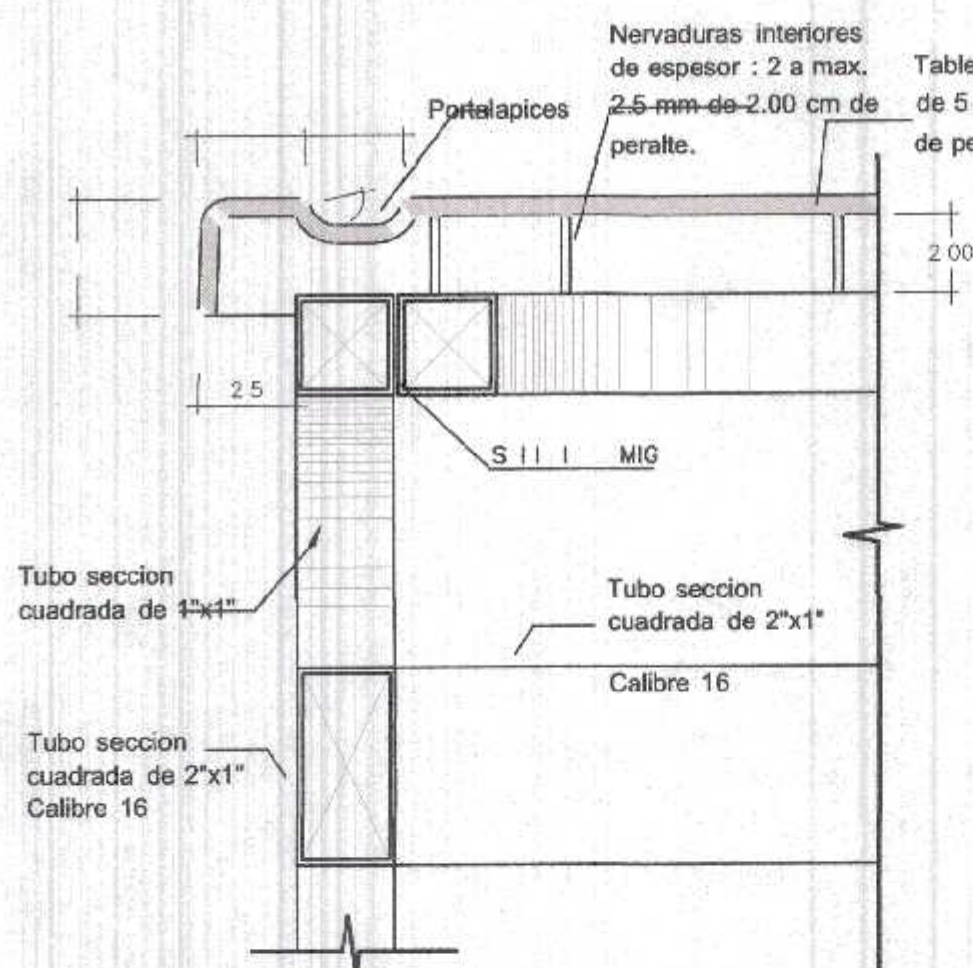 Nervaduras interiores
de espesor : 2 a max.
2.5 mm de 2.00 cm de
peralte.
Table
de 5
de pe
Portalapices
2 00
2 5
MIG
Tubo seccion
cuadrada de 1"x1"
Tubo seccion
cuadrada de 2"x1"
Calibre 16
Tubo seccion
cuadrada de 2"x1"
Calibre 16